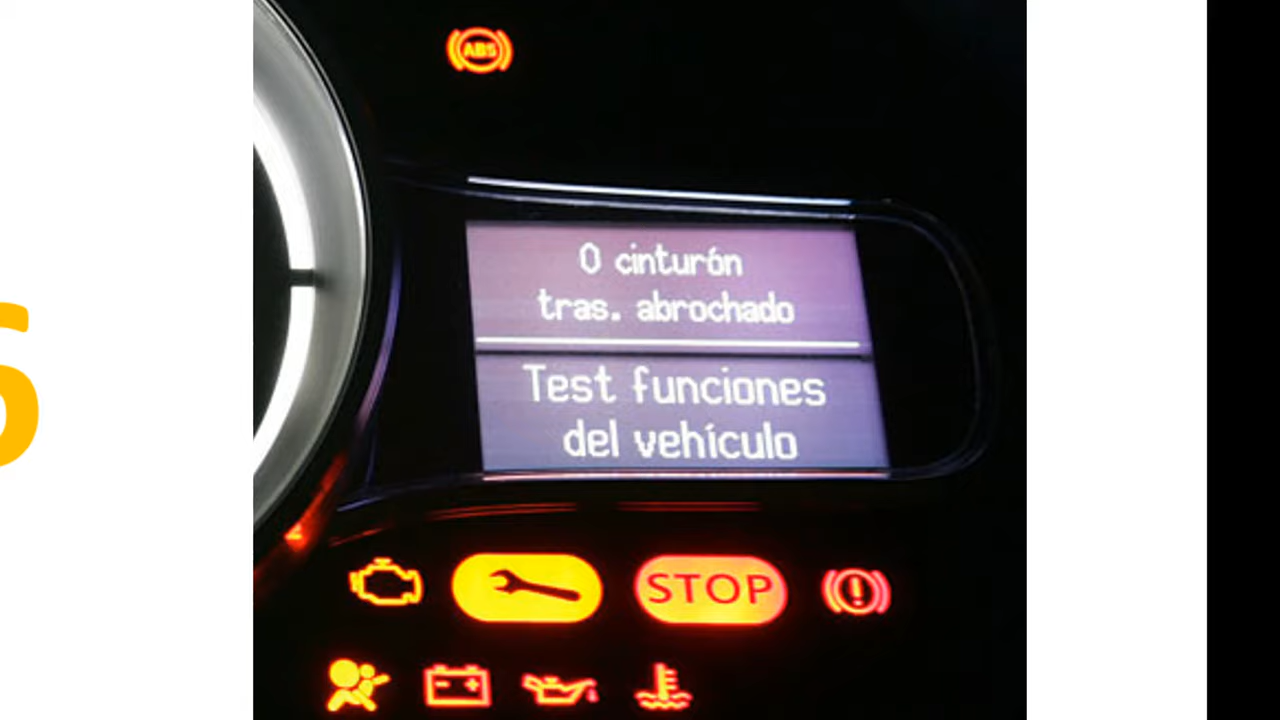 ABS
0 cinturón
tras. abrochado
Test funciones
del vehículo
STOP